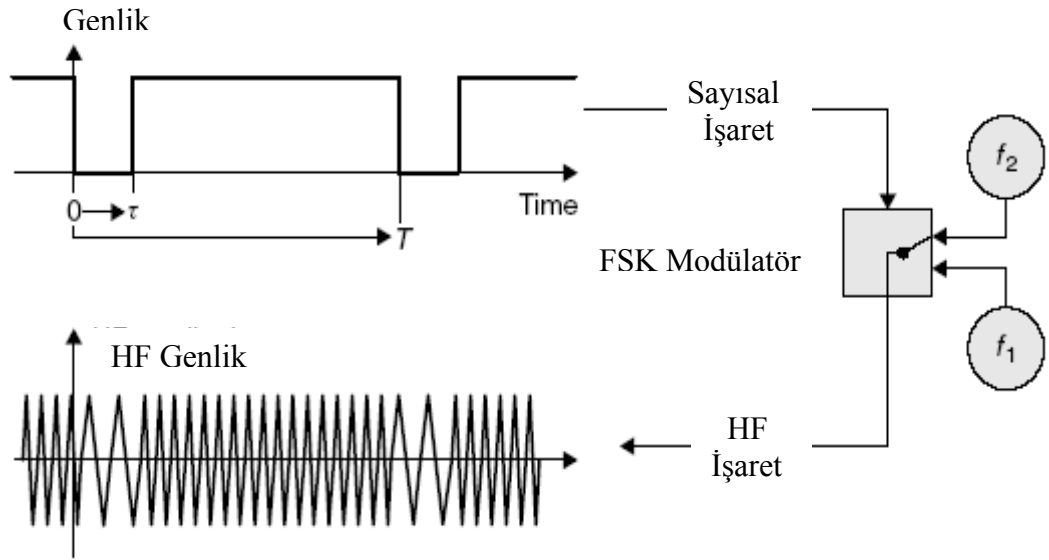 Genlik
Sayısal
İşaret
f2
0
τ
T
Time
FSK Modülatör
f1
HF Genlik
HF
İşaret